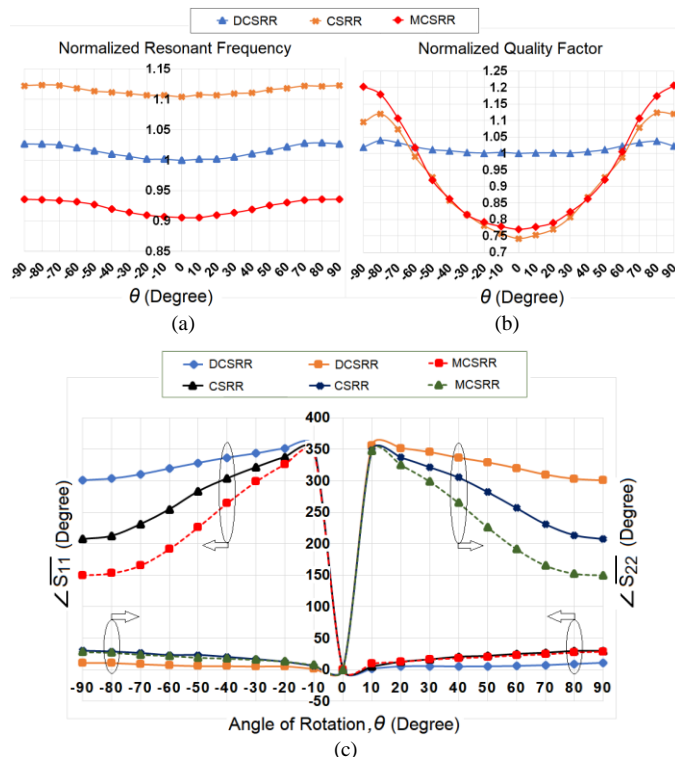 DCSRR CSRR MCSRR
Normalized Resonant Frequency
1.15
1.1
1.05
1
0.95
0.9
0.85
-90 -80 -70 -60 -50 -40 -30 -20 -10 0 10 20 30 40 50 60 70 80 90
θ (Degree)
(a)
Normalized Quality Factor
1.25
1.2
1.15
1.1
1.05
1
0.95
0.9
0.85
0.8
0.75
0.7
-90 -80 -70 -60 -50 -40 -30 -20 -10 0 10 20 30 40 50 60 70 80 90
θ (Degree)
(b)
DCSRR DCSRR MCSRR
CSRR CSRR MCSRR
400
350
300
250
200
150
100
50
0
-50
∠S11 (Degree)
∠S22 (Degree)
-90 -80 -70 -60 -50 -40 -30 -20 -10 0 10 20 30 40 50 60 70 80 90
Angle of Rotation, θ (Degree)
(c)